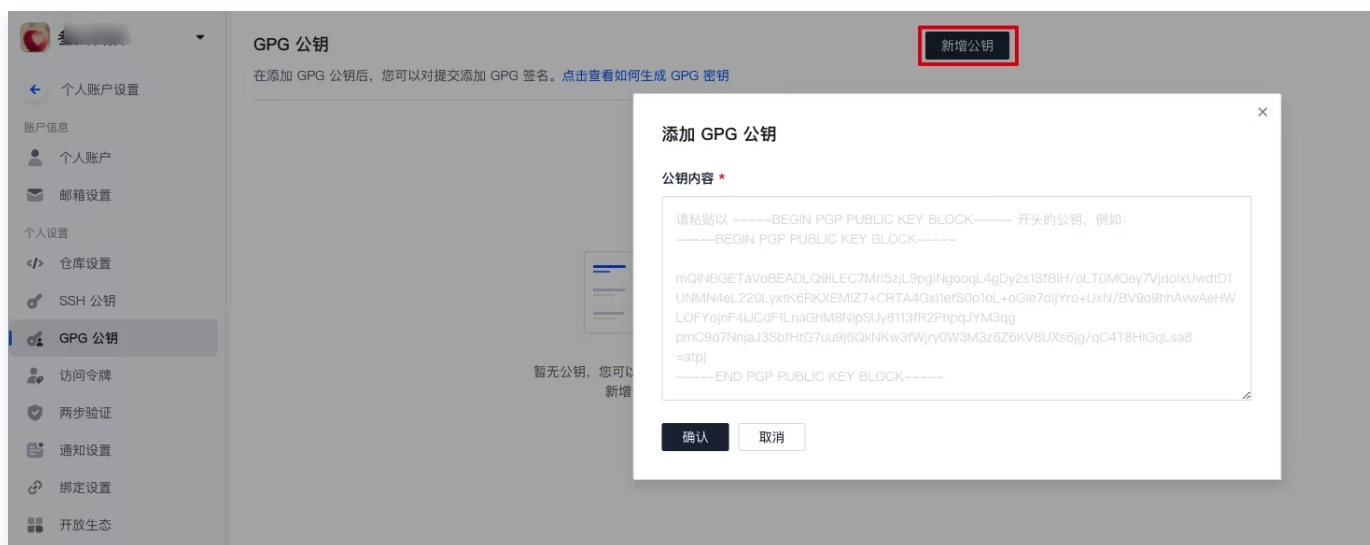 GPG 公钥
新增公钥
在添加 GPG 公钥后，您可以对提交添加 GPG 签名。点击查看如何生成 GPG 密钥
个人账户设置
账户信息
个人账户
邮箱设置
个人设置
仓库设置
SSH 公钥
GPG 公钥
访问令牌
两步验证
通知设置
绑定设置
开放生态
暂无公钥，您可以
新增
添加 GPG 公钥
公钥内容 *
请粘贴以 -----BEGIN PGP PUBLIC KEY BLOCK----- 开头的公钥，例如：
-----BEGIN PGP PUBLIC KEY BLOCK-----
mQINBGETaVoBEADLQ9iLEC7Mri5zjL9pgiNgooqL4gDy2s1SfBIH/oLT0MOey7VjdolxUwdtD1
UNMN4eL220LyxtK6RKXEMIZ7+CRTA4GxI1efS0o1oL+oGie7oljYro+UxN/BV9o9hhAvwAeHW
LOFYojnF4iJCdF1LnaGhM8NipSUy8113fR2PhpqJYM3qg
pmC9d7NnjaJ3SbfHtG7uu9j6QkNKw3fWjry0W3M3z6Z6KV8UXs6jg/qC4T8HIGqLsa8
=atpj
-----END PGP PUBLIC KEY BLOCK-----
确认
取消